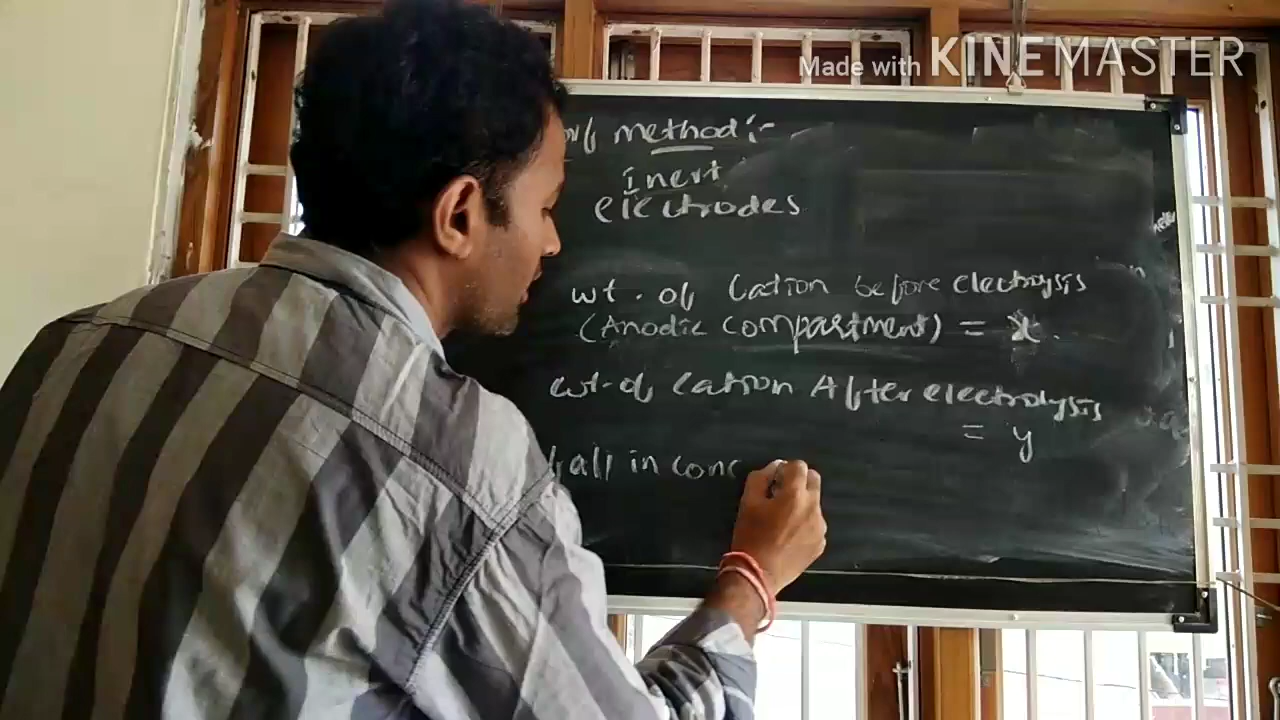 Made with KINEMASTER
method :-
inert
electrodes
wt. of Cation before electrolysis
(Anodic compartment) = x.
wt. of Cation After electrolysis
= y
fall in conc